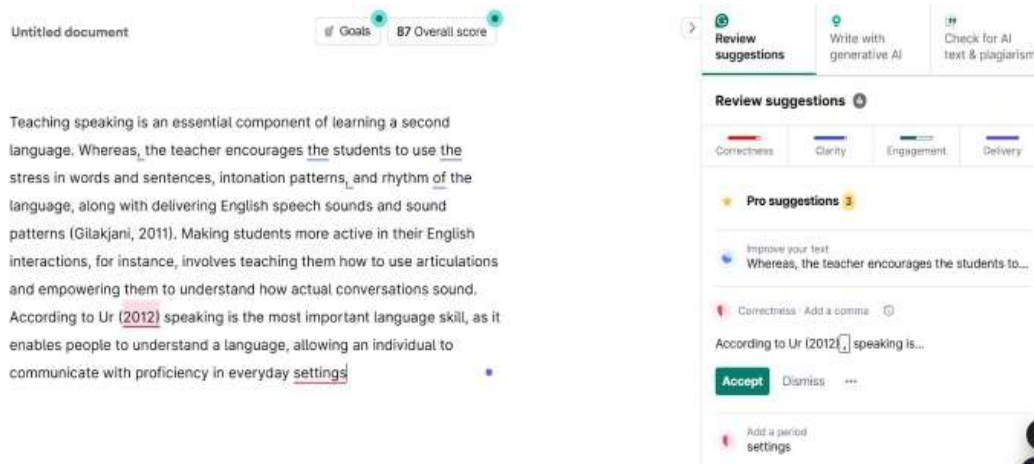 Untitled document
Goals
87 Overall score
Teaching speaking is an essential component of learning a second
language. Whereas, the teacher encourages the students to use the
stress in words and sentences, intonation patterns, and rhythm of the
language, along with delivering English speech sounds and sound
patterns (Gilakjani, 2011). Making students more active in their English
interactions, for instance, involves teaching them how to use articulations
and empowering them to understand how actual conversations sound.
According to Ur (2012) speaking is the most important language skill, as it
enables people to understand a language, allowing an individual to
communicate with proficiency in everyday settings
Review
suggestions
Write with
generative AI
Check for AI
text & plagiarism
Review suggestions
Correctness
Clarity
Engagement
Delivery
Pro suggestions 3
Improve your text
Whereas, the teacher encourages the students to...
Correctness · Add a comma
According to Ur (2012), speaking is...
Accept
Dismiss
Add a period
settings